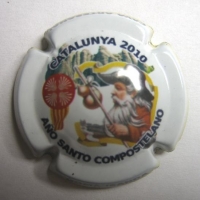 CATALUNYA 2010
AÑO SANTO COMPOSTELANO